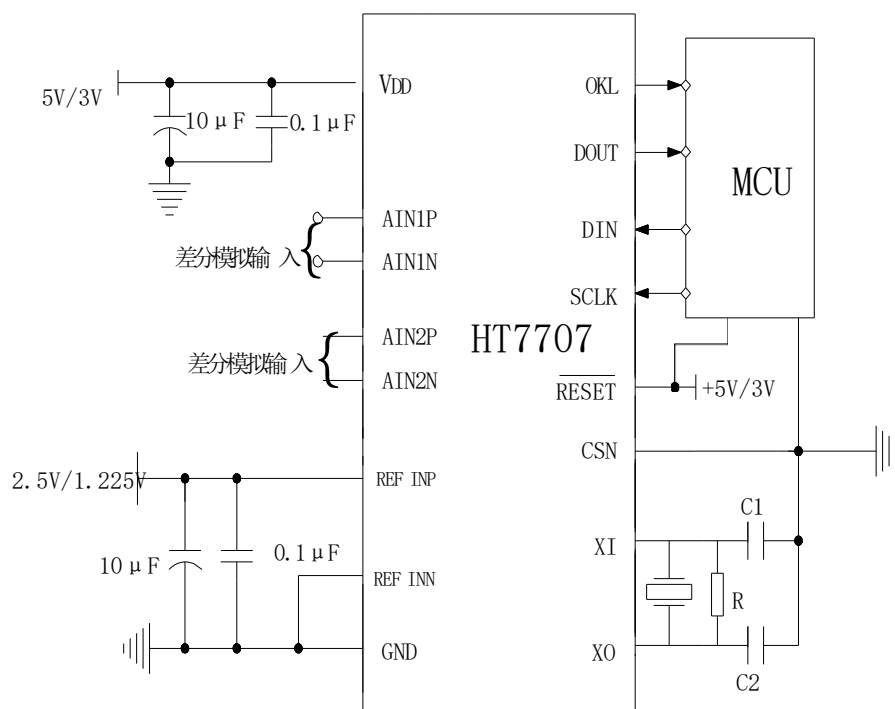 VDD
5V/3V
10μF
0.1μF
AIN1P
差分模拟输入
AIN1N
AIN2P
差分模拟输入
AIN2N
2.5V/1.225V
REF INP
10μF
0.1μF
REF INN
GND
HT7707
OKL
DOUT
DIN
SCLK
RESET
+5V/3V
CSN
XI
XO
MCU
C1
R
C2